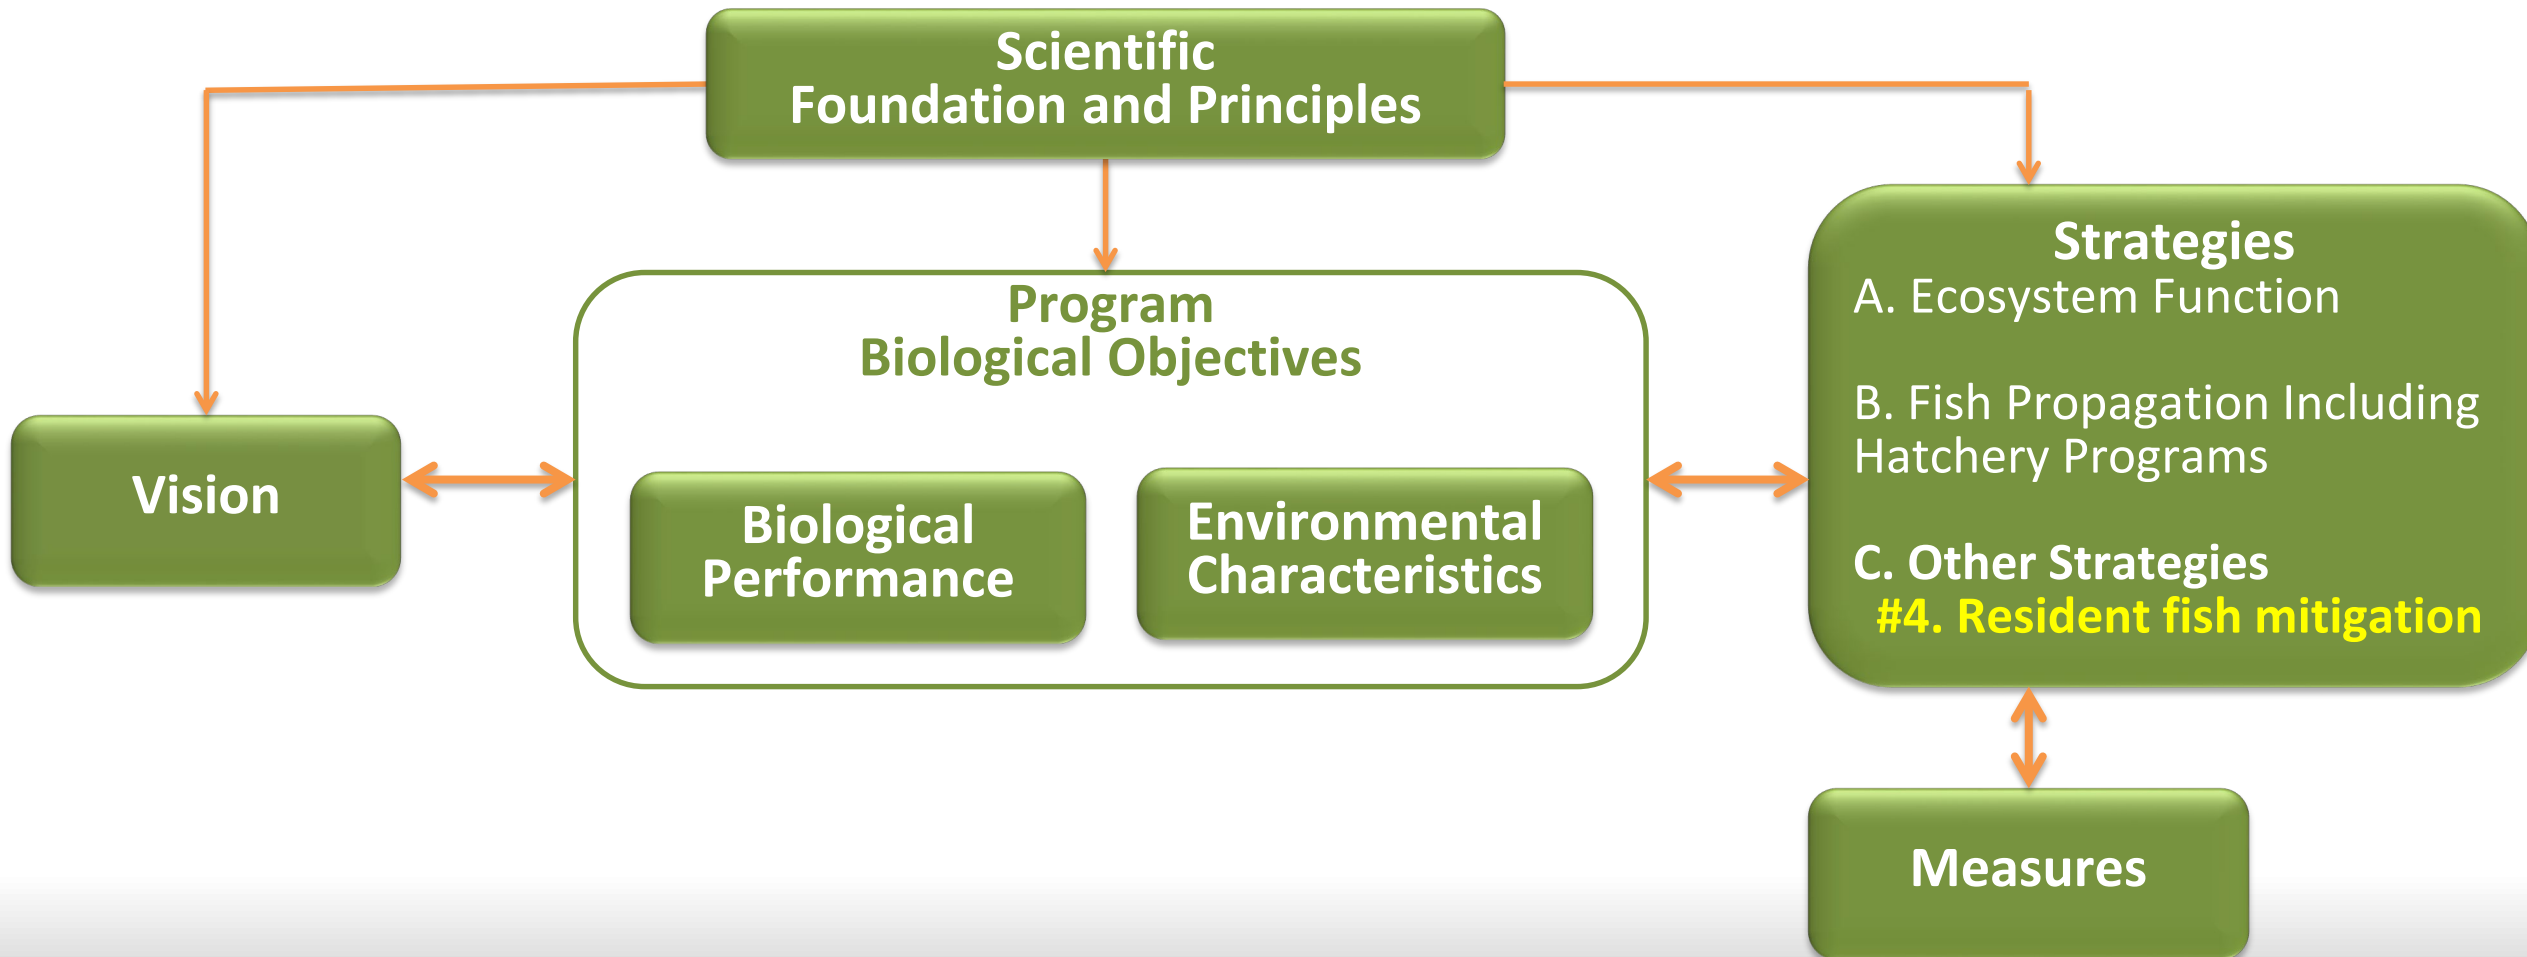 Scientific
Foundation and Principles
Program
Biological Objectives
Vision
Biological
Performance
Environmental
Characteristics
Strategies
A. Ecosystem Function
B. Fish Propagation Including
Hatchery Programs
C. Other Strategies
#4. Resident fish mitigation
Measures